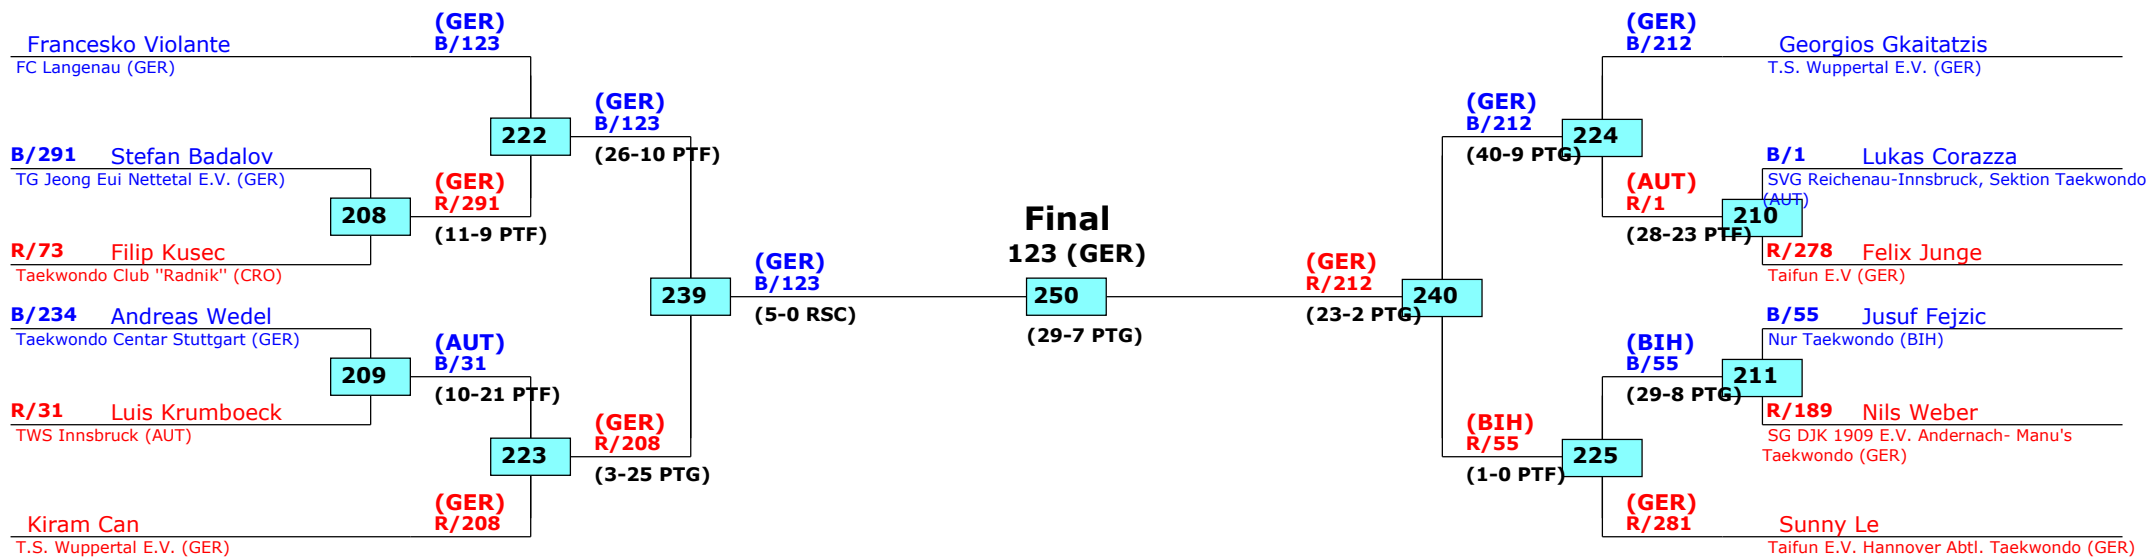 (GER)
B/123
Francesko Violante
FC Langenau (GER)
(GER)
B/123
222
(26-10 PTF)
B/291 Stefan Badalov
TG Jeong Eui Nettetal E.V. (GER)
(GER)
R/291
208
(11-9 PTF)
R/73 Filip Kusec
Taekwondo Club "Radnik" (CRO)
(GER)
B/123
239
(5-0 RSC)
B/234 Andreas Wedel
Taekwondo Centar Stuttgart (GER)
(AUT)
B/31
209
(10-21 PTF)
R/31 Luis Krumboeck
TWS Innsbruck (AUT)
(GER)
R/208
223
(3-25 PTG)
(GER)
R/208
Kiram Can
T.S. Wuppertal E.V. (GER)
Final
123 (GER)
250
(29-7 PTG)
(GER)
B/212
Georgios Gkaitatzis
T.S. Wuppertal E.V. (GER)
(GER)
B/212
224
(40-9 PTG)
B/1 Lukas Corazza
SVG Reichenau-Innsbruck, Sektion Taekwondo
(AUT)
(AUT)
R/1
210
(28-23 PTF)
R/278 Felix Junge
Taifun E.V (GER)
(GER)
R/212
240
(23-2 PTG)
B/55 Jusuf Fejzic
Nur Taekwondo (BIH)
(BIH)
B/55
211
(29-8 PTG)
R/189 Nils Weber
SG DJK 1909 E.V. Andernach- Manu's
Taekwondo (GER)
(BIH)
R/55
225
(1-0 PTF)
(GER)
R/281
Sunny Le
Taifun E.V. Hannover Abtl. Taekwondo (GER)